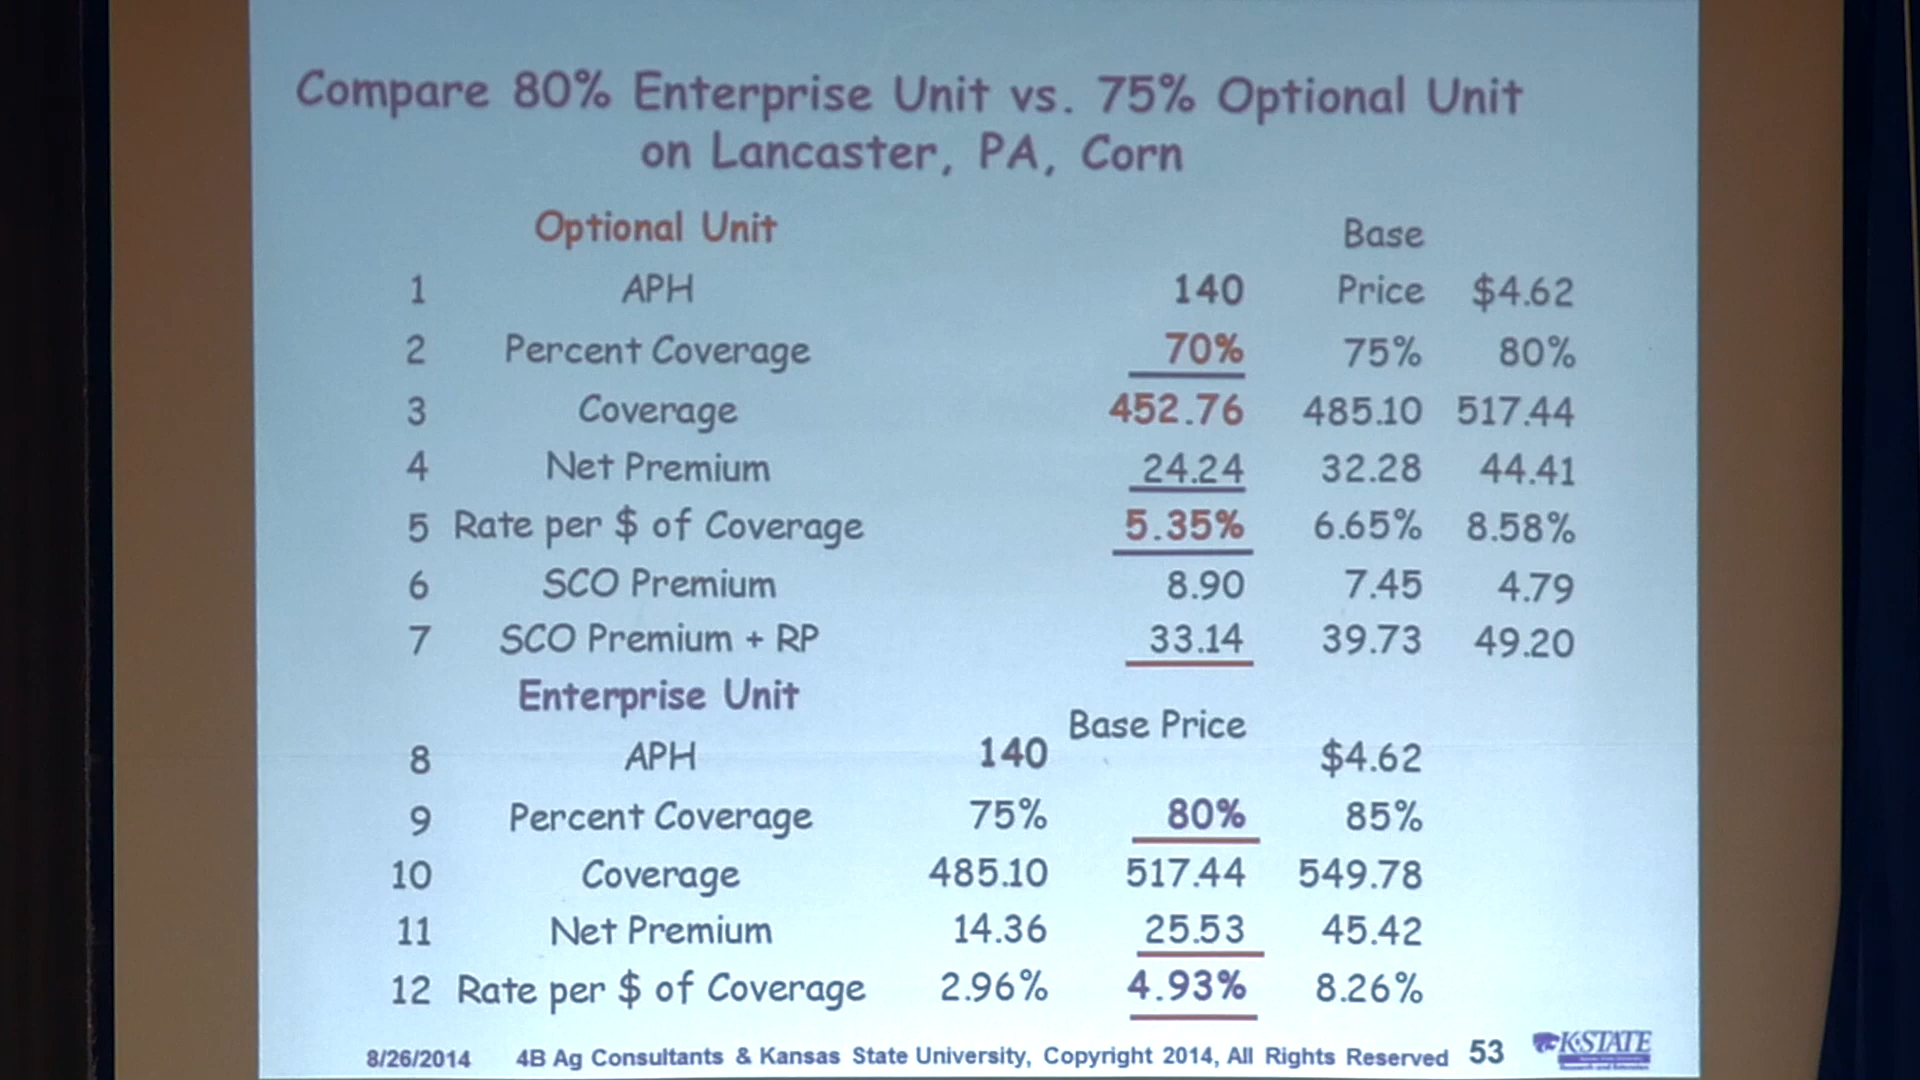 Compare 80% Enterprise Unit vs. 75% Optional Unit
on Lancaster, PA, Corn
Optional Unit Base
1 APH 140 Price $4.62
2 Percent Coverage 70% 75% 80%
3 Coverage 452.76 485.10 517.44
4 Net Premium 24.24 32.28 44.41
5 Rate per $ of Coverage 5.35% 6.65% 8.58%
6 SCO Premium 8.90 7.45 4.79
7 SCO Premium + RP 33.14 39.73 49.20
Enterprise Unit Base Price
8 APH 140 $4.62
9 Percent Coverage 75% 80% 85%
10 Coverage 485.10 517.44 549.78
11 Net Premium 14.36 25.53 45.42
12 Rate per $ of Coverage 2.96% 4.93% 8.26%
8/26/2014 4B Ag Consultants & Kansas State University, Copyright 2014, All Rights Reserved 53 K-STATE